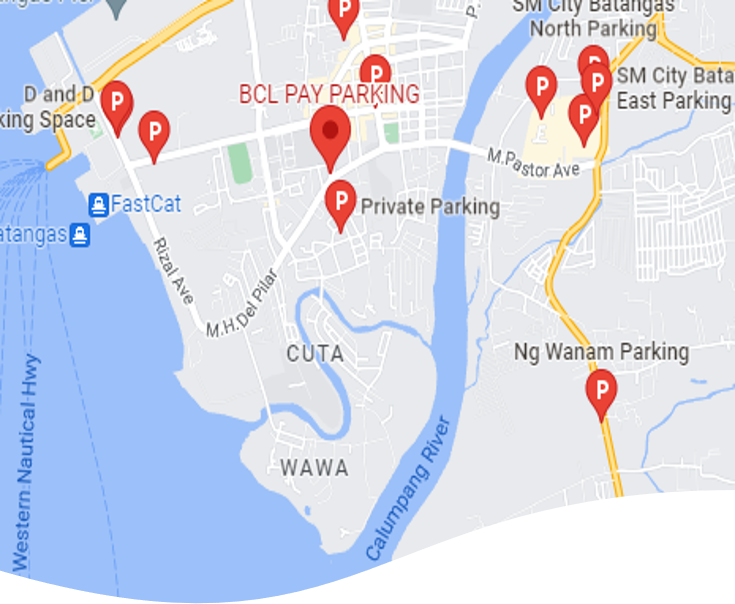 SM City Batangas
North Parking
SM City Bata
East Parking
D and D
king Space
BCL PAY PARKING
M.Pastor Ave
FastCat
Private Parking
atangas
Rizal Ave
M.H.Del Pilar
CUTA
Ng Wanam Parking
Western Nautical Hwy
WAWA
Calumpang River
P
P
P
P
P
P
P
P
P
P